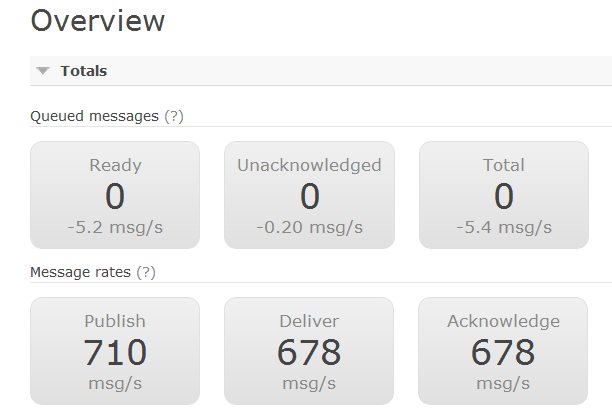 Overview
Totals
Queued messages (?)
Ready Unacknowledged Total
0 0 0
-5.2 msg/s -0.20 msg/s -5.4 msg/s
Message rates (?)
Publish Deliver Acknowledge
710 678 678
msg/s msg/s msg/s